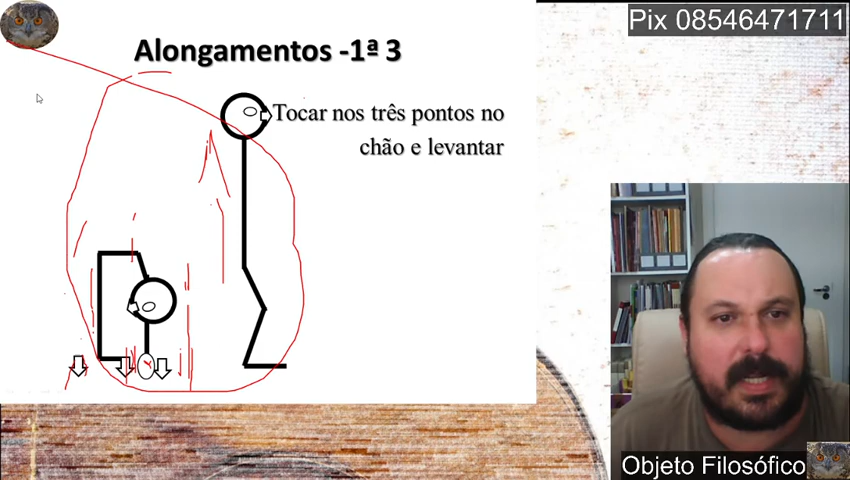 Pix 08546471711
Alongamentos -1ª 3
Tocar nos três pontos no
chão e levantar
Objeto Filosófico